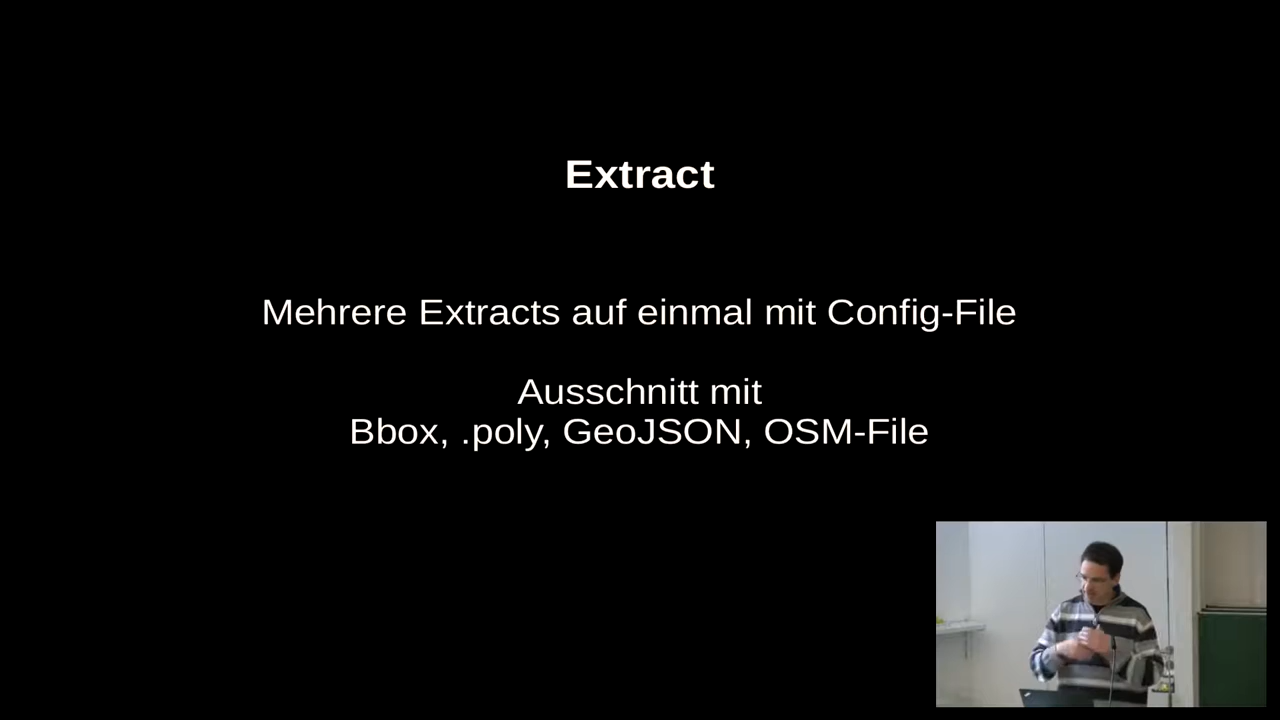 Extract
Mehrere Extracts auf einmal mit Config-File
Ausschnitt mit
Bbox, .poly, GeoJSON, OSM-File